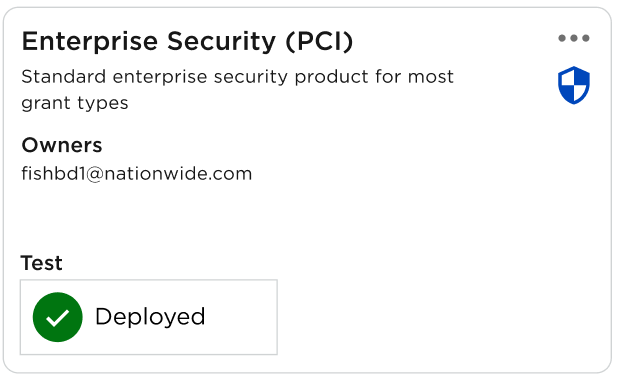 Enterprise Security (PCI)
Standard enterprise security product for most
grant types
Owners
fishbd1@nationwide.com
Test
Deployed